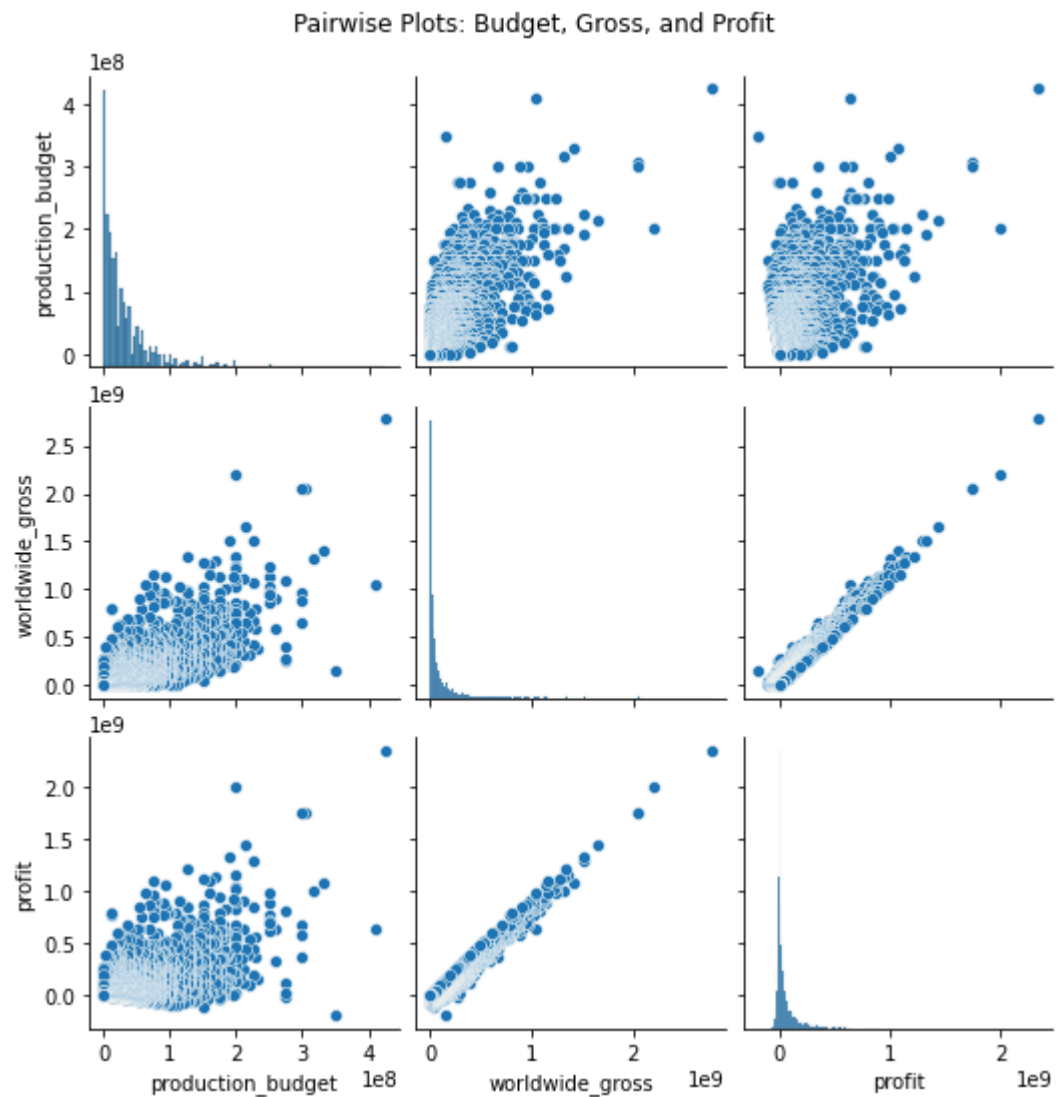 Pairwise Plots: Budget, Gross, and Profit
1e8
4
3
2
1
0
production_budget
1e9
2.5
2.0
1.5
1.0
0.5
0.0
worldwide_gross
1e9
2.0
1.5
1.0
0.5
0.0
profit
0 1 2 3 4
1e8
production_budget
0 1 2
1e9
worldwide_gross
0 1 2
1e9
profit